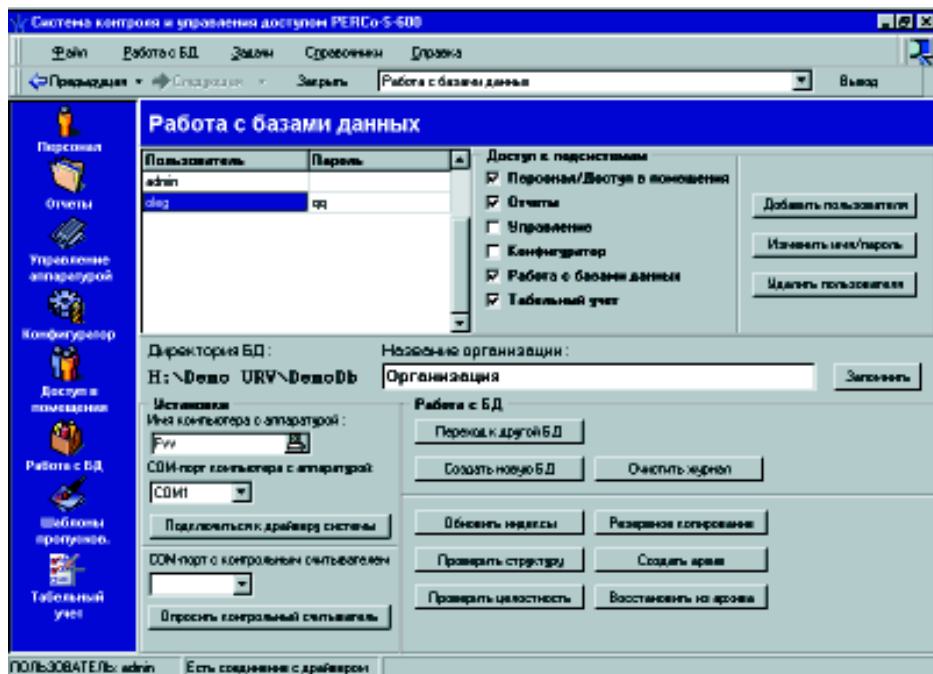 Система контроля и управления доступом PERCo-S-600
Файл Работа с БД Задачи Справочники Справка
Предыдущая Следующая Закрыть Работа с базами данных Выход
Персонал
Отчеты
Управление аппаратурой
Конфигуратор
Доступ в помещения
Работа с БД
Шаблоны пропусков.
Табельный учет
Работа с базами данных
Пользователь Пароль
admin
oleg qq
Доступ к подсистемам
Персонал/Доступ в помещения
Отчеты
Управление
Конфигуратор
Работа с базами данных
Табельный учет
Добавить пользователя
Изменить имя/пароль
Удалить пользователя
Директория БД :
H:\Demo URV\DemoDb
Название организации :
Организация
Запомнить
Установки
Имя компьютера с аппаратурой :
COM-порт компьютера с аппаратурой:
COM1
Подключиться к драйверу системы
COM-порт с контрольным считывателем
Опросить контрольный считыватель
Работа с БД
Переход к другой БД
Создать новую БД Очистить журнал
Обновить индексы Резервное копирование
Проверить структуру Создать архив
Проверить целостность Восстановить из архива
ПОЛЬЗОВАТЕЛЬ: admin Есть соединение с драйвером